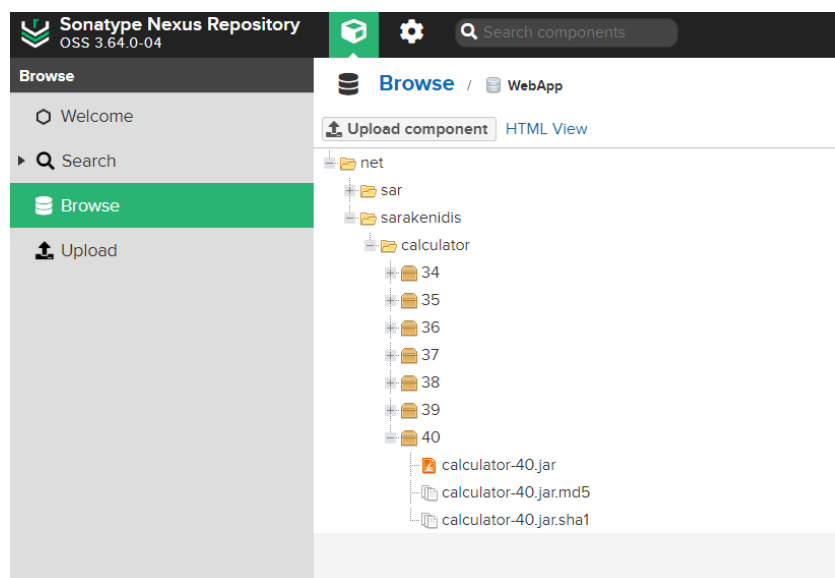 Sonatype Nexus Repository
OSS 3.64.0-04
Search components
Browse
Welcome
Search
Browse
Upload
Browse / WebApp
Upload component HTML View
net
sar
sarakenidis
calculator
34
35
36
37
38
39
40
calculator-40.jar
calculator-40.jar.md5
calculator-40.jar.sha1